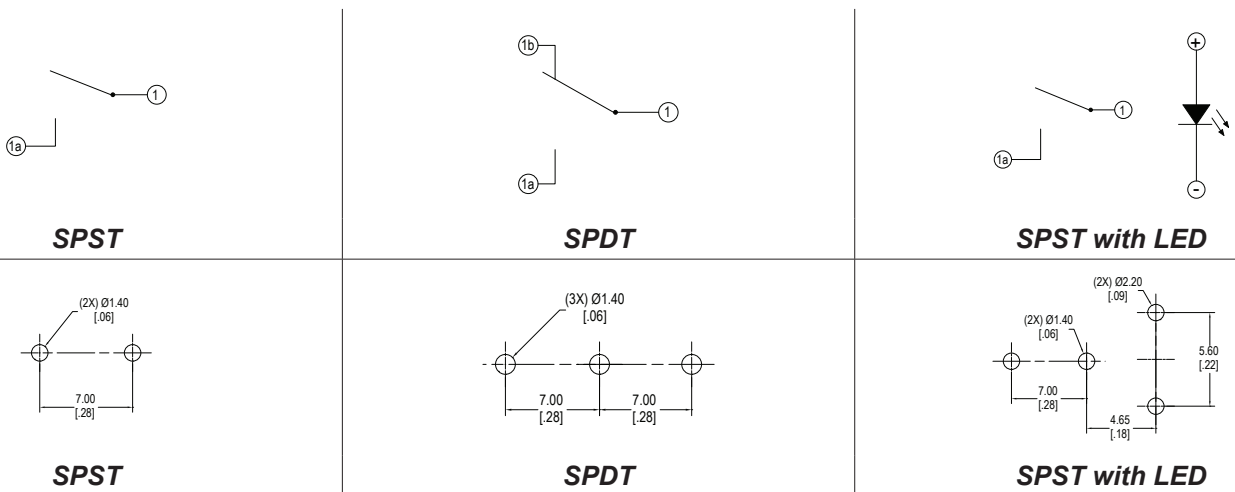 1
1a
SPST
1b
1
1a
SPDT
+
1
1a
-
SPST with LED
(2X) Ø1.40
[.06]
7.00
[.28]
SPST
(3X) Ø1.40
[.06]
7.00
[.28]
7.00
[.28]
SPDT
(2X) Ø2.20
[.09]
(2X) Ø1.40
[.06]
5.60
[.22]
7.00
[.28]
4.65
[.18]
SPST with LED